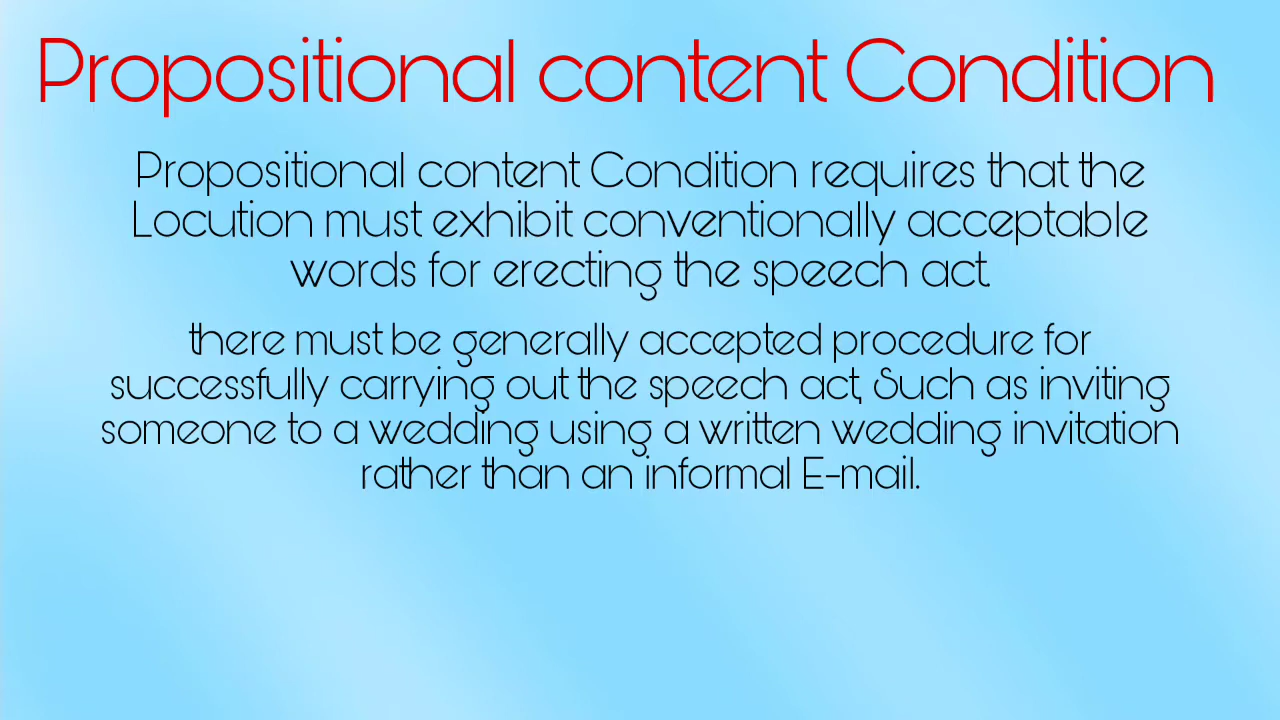 Propositional content Condition
Propositional content Condition requires that the
Locution must exhibit conventionally acceptable
words for erecting the speech act.
there must be generally accepted procedure for
successfully carrying out the speech act, Such as inviting
someone to a wedding using a written wedding invitation
rather than an informal E-mail.